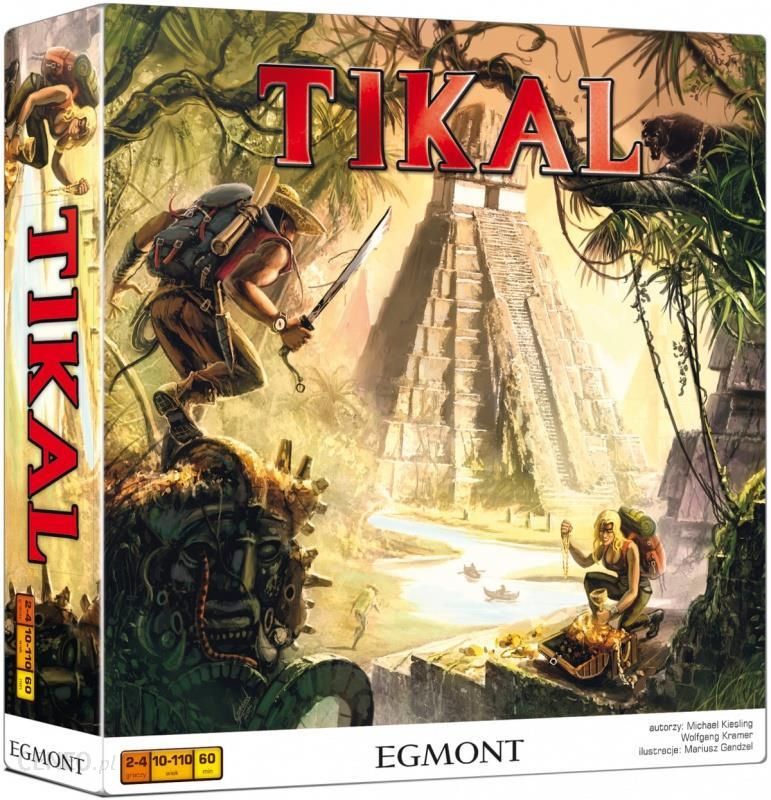 TIKAL
TIKAL
2-4 10-110 60
EGMONT
2-4 10-110 60
graczy wiek min
EGMONT
autorzy: Michael Kiesling
Wolfgang Kramer
ilustracje: Mariusz Gandzel